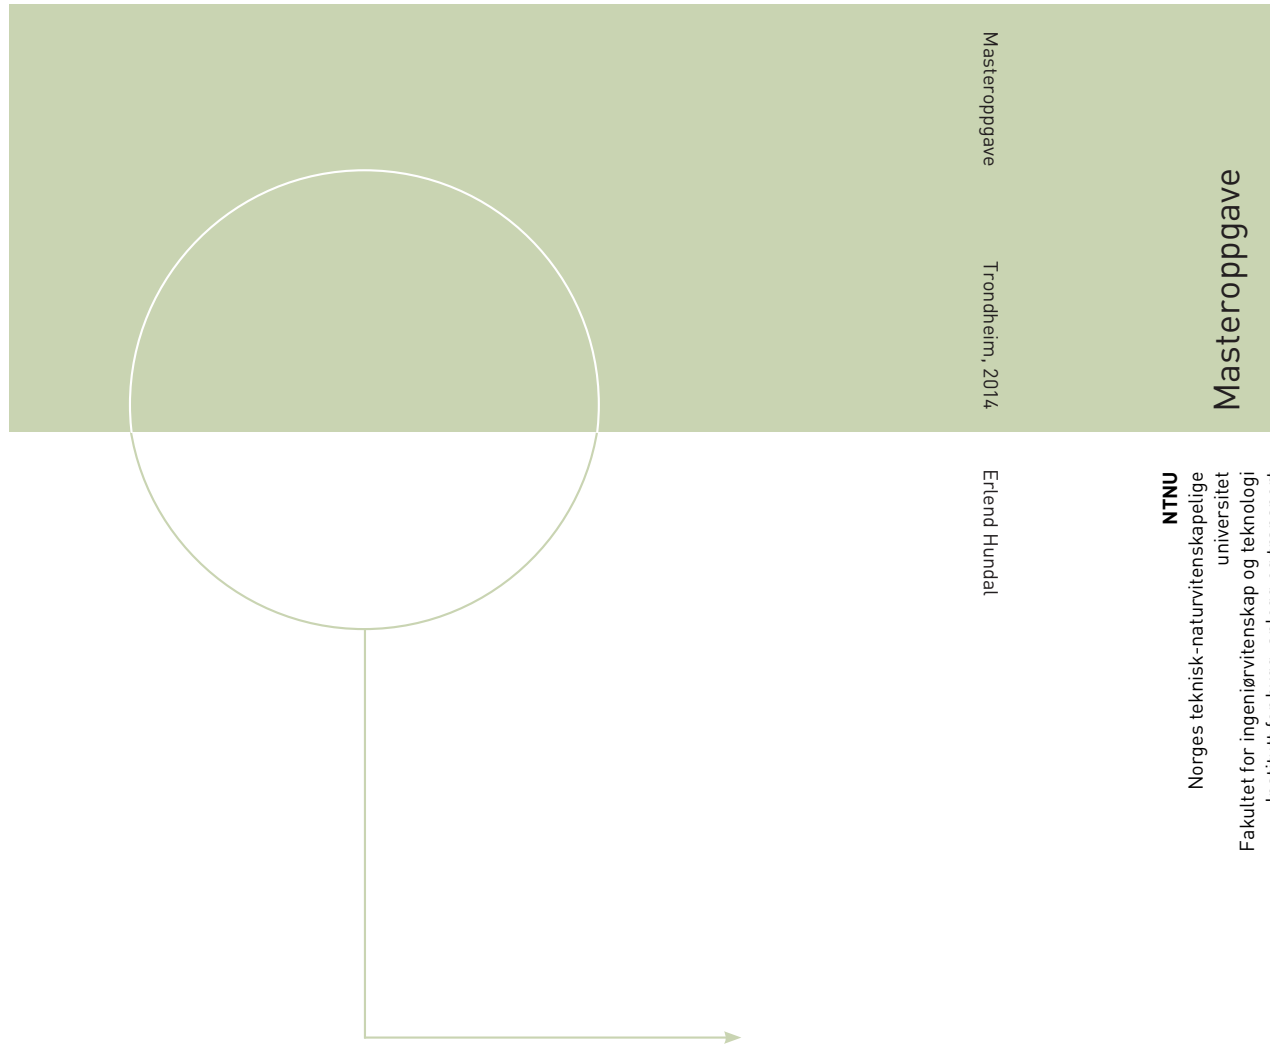 Masteroppgave
Trondheim, 2014
Erlend Hundal
Masteroppgave
NTNU
Norges teknisk-naturvitenskapelige
universitet
Fakultet for ingeniørvitenskap og teknologi